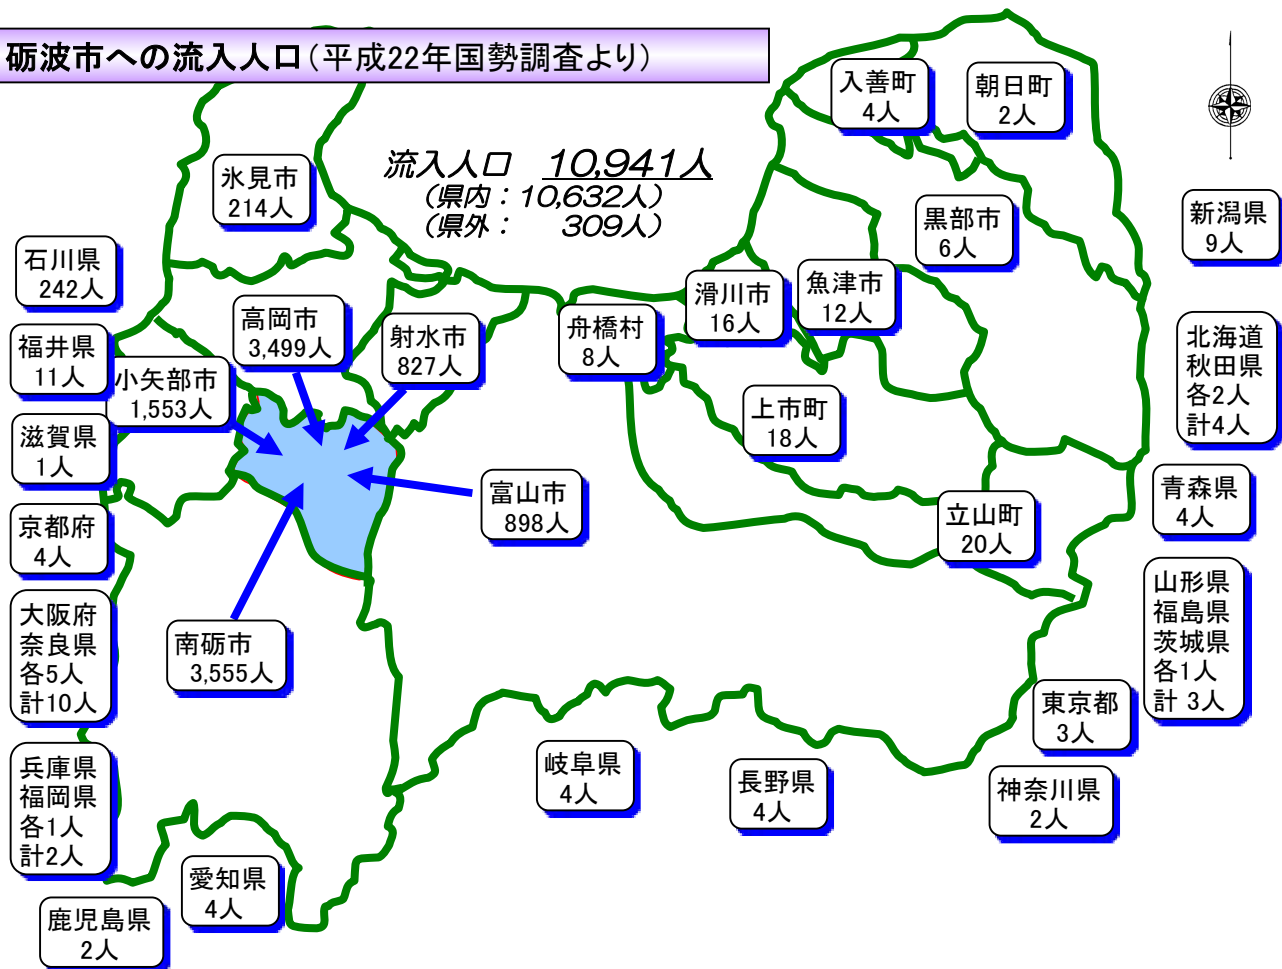 砺波市への流入人口(平成22年国勢調査より)
流入人口 10,941人
(県内：10,632人)
(県外： 309人)
入善町
4人
朝日町
2人
氷見市
214人
黒部市
6人
新潟県
9人
石川県
242人
高岡市
3,499人
射水市
827人
舟橋村
8人
滑川市
16人
魚津市
12人
福井県
11人
小矢部市
1,553人
北海道
秋田県
各2人
計4人
上市町
18人
滋賀県
1人
富山市
898人
立山町
20人
青森県
4人
京都府
4人
山形県
福島県
茨城県
各1人
計 3人
大阪府
奈良県
各5人
計10人
南砺市
3,555人
東京都
3人
兵庫県
福岡県
各1人
計2人
岐阜県
4人
長野県
4人
神奈川県
2人
愛知県
4人
鹿児島県
2人